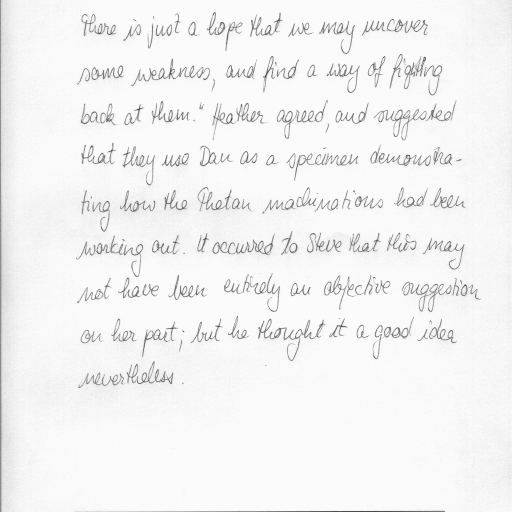 There is just a hope that we may uncover
some weakness, and find a way of fighting
back at them." Heather agreed, and suggested
that they use Dan as a specimen demonstra-
ting how the Thetan machinations had been
working out. It occurred to Steve that this may
not have been entirely an objective suggestion
on her part; but he thought it a good idea
nevertheless.